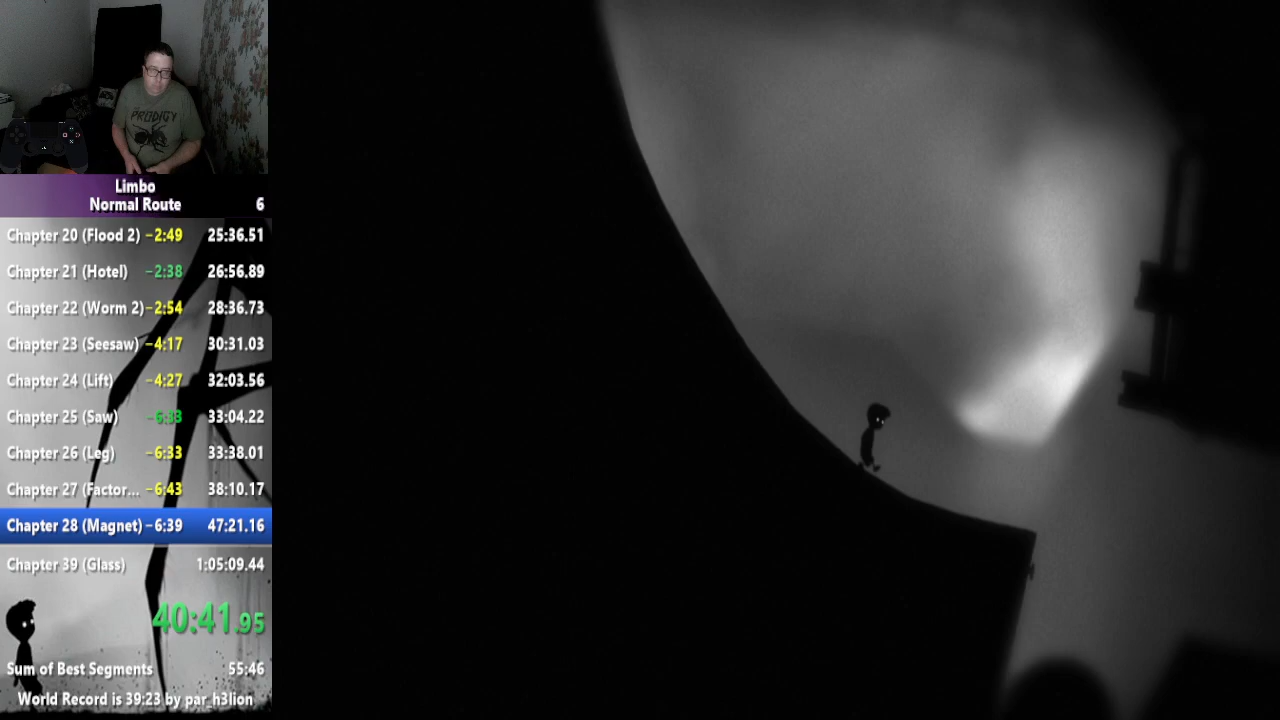 PRODIGY
Limbo
Normal Route 6
Chapter 20 (Flood 2) -2:49 25:36.51
Chapter 21 (Hotel) -2:38 26:56.89
Chapter 22 (Worm 2) -2:54 28:36.73
Chapter 23 (Seesaw) -4:17 30:31.03
Chapter 24 (Lift) -4:27 32:03.56
Chapter 25 (Saw) -6:33 33:04.22
Chapter 26 (Leg) -6:33 33:38.01
Chapter 27 (Factor... -6:43 38:10.17
Chapter 28 (Magnet) -6:39 47:21.16
Chapter 39 (Glass) 1:05:09.44
40:41.95
Sum of Best Segments 55:46
World Record is 39:23 by par_h3lion